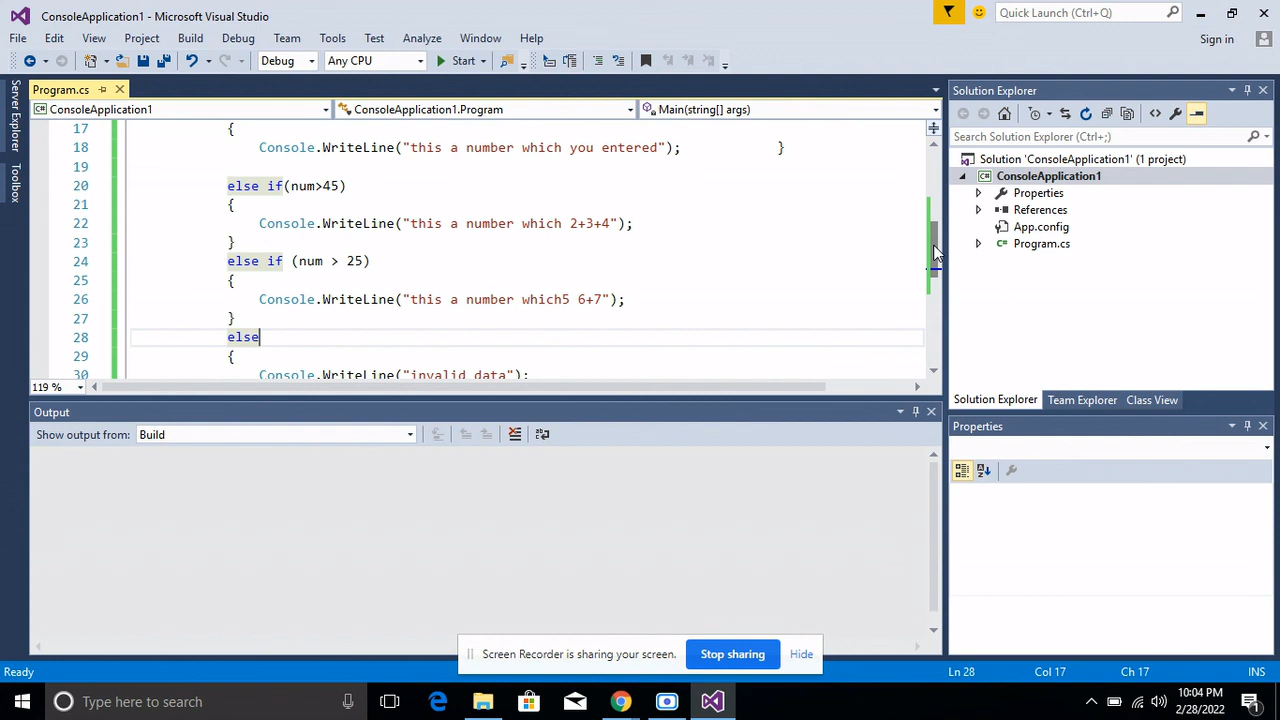 ConsoleApplication1 - Microsoft Visual Studio
Quick Launch (Ctrl+Q)
File Edit View Project Build Debug Team Tools Test Analyze Window Help
Sign in
Debug Any CPU Start
Server Explorer
Toolbox
Program.cs
ConsoleApplication1 ConsoleApplication1.Program Main(string[] args)
17 {
18 Console.WriteLine("this a number which you entered"); }
19
20 else if(num>45)
21 {
22 Console.WriteLine("this a number which 2+3+4");
23 }
24 else if (num > 25)
25 {
26 Console.WriteLine("this a number which5 6+7");
27 }
28 else
29 {
30 Console.WriteLine("invalid data");
119 %
Output
Show output from: Build
Solution Explorer
Search Solution Explorer (Ctrl+;)
Solution 'ConsoleApplication1' (1 project)
C# ConsoleApplication1
Properties
References
App.config
C# Program.cs
Solution Explorer Team Explorer Class View
Properties
Screen Recorder is sharing your screen. Stop sharing Hide
Ready Ln 28 Col 17 Ch 17 INS
Type here to search
10:04 PM
2/28/2022
1